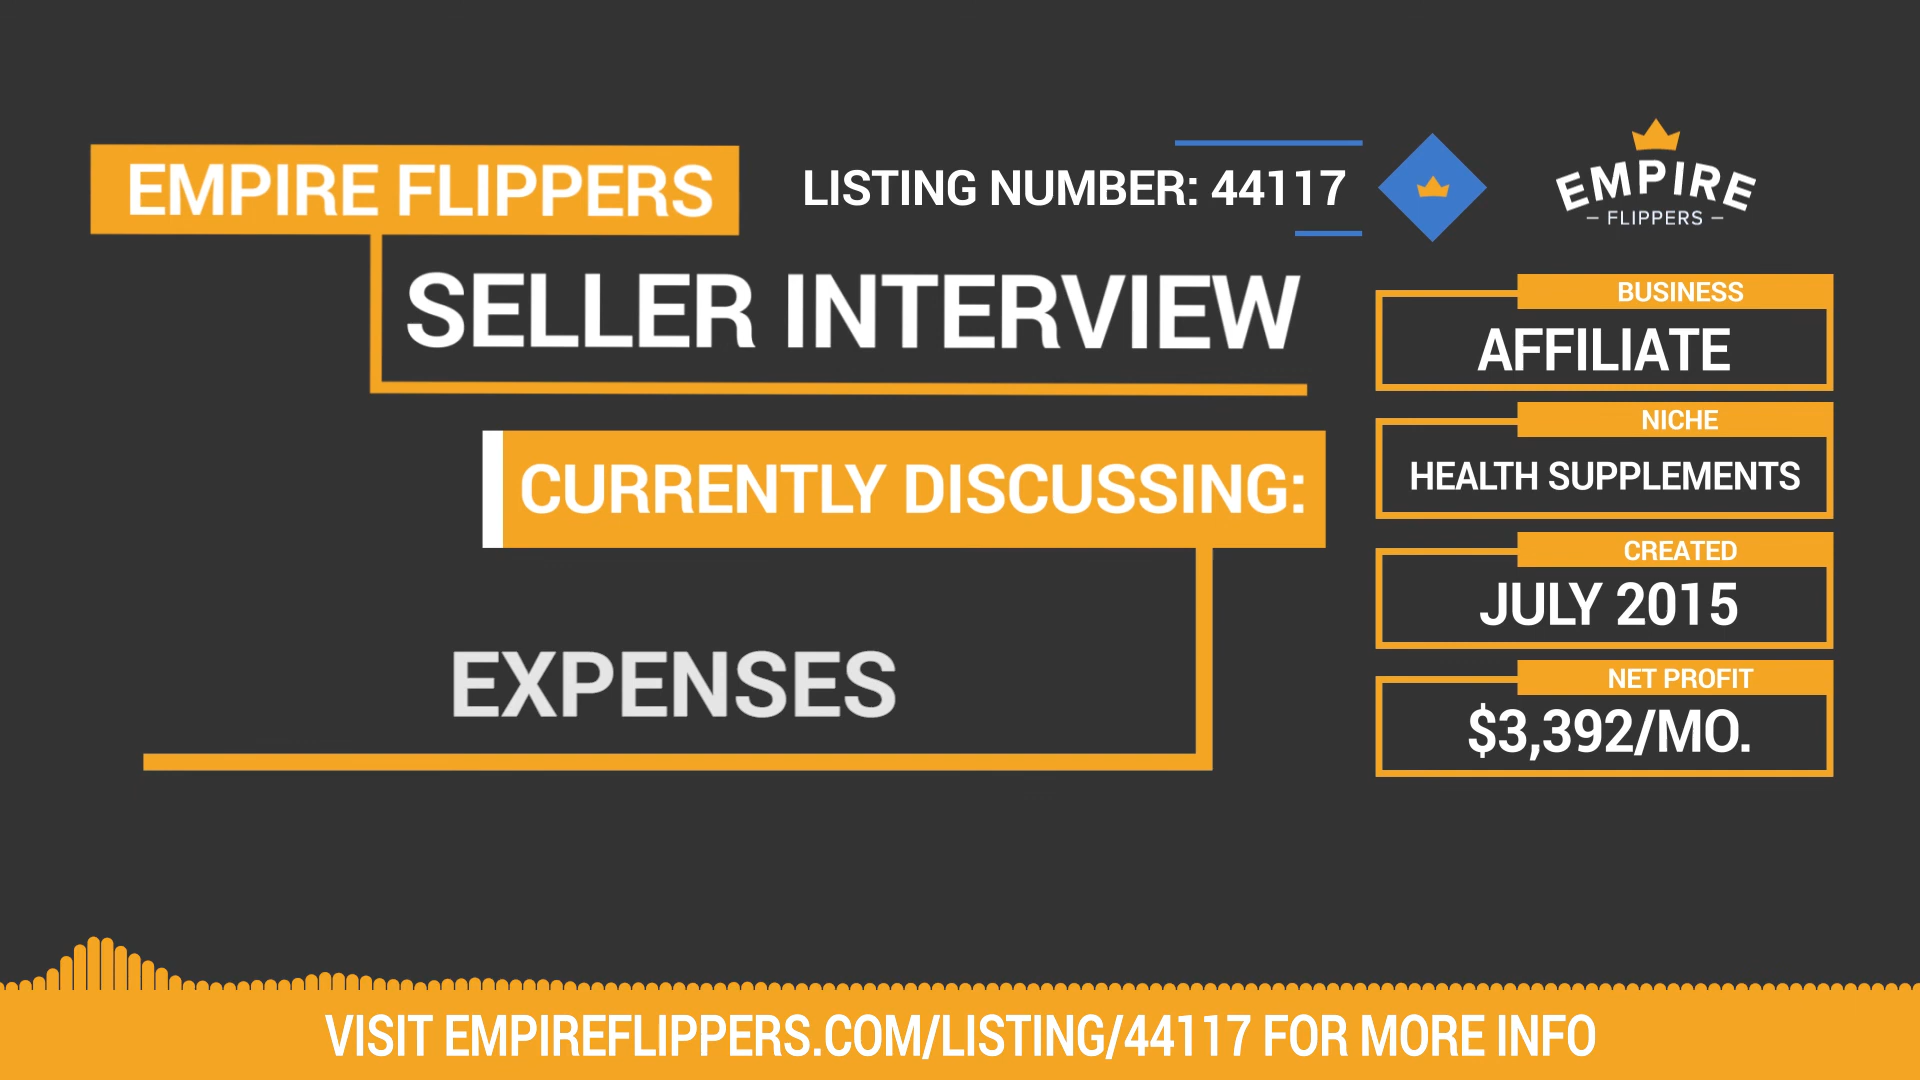 EMPIRE FLIPPERS
LISTING NUMBER: 44117
EMPIRE
FLIPPERS
SELLER INTERVIEW
CURRENTLY DISCUSSING:
EXPENSES
BUSINESS
AFFILIATE
NICHE
HEALTH SUPPLEMENTS
CREATED
JULY 2015
NET PROFIT
$3,392/MO.
VISIT EMPIREFLIPPERS.COM/LISTING/44117 FOR MORE INFO